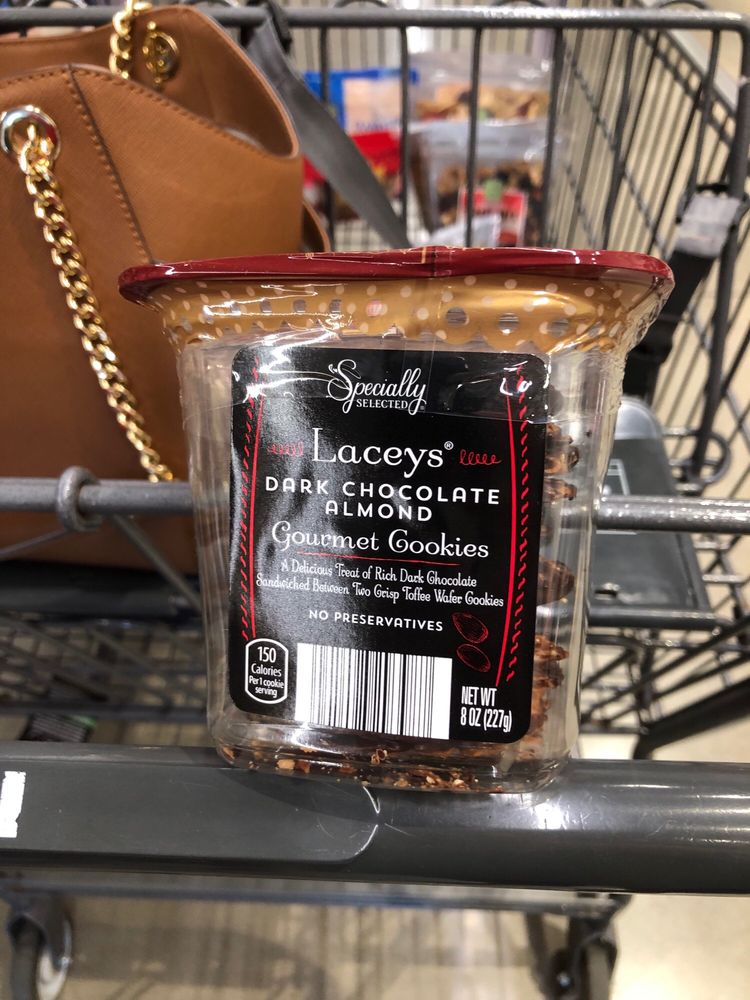 Specially
SELECTED
Laceys®
DARK CHOCOLATE
ALMOND
Gourmet Cookies
A Delicious Treat of Rich Dark Chocolate
Sandwiched Between Two Crisp Toffee Wafer Cookies
NO PRESERVATIVES
150
Calories
Per 1 cookie
serving
NET WT
8 OZ (227g)